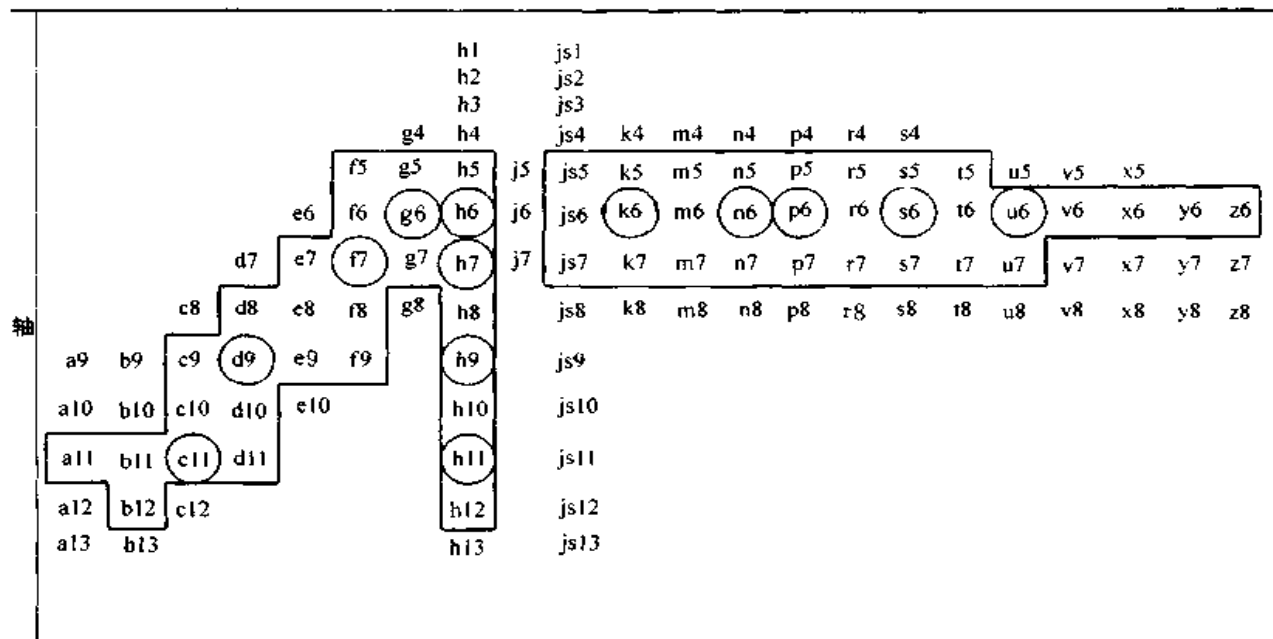 h1 js1
h2 js2
h3 js3
g4 h4 js4 k4 m4 n4 p4 r4 s4
f5 g5 h5 j5 js5 k5 m5 n5 p5 r5 s5 t5 u5 v5 x5
e6 f6 g6 h6 j6 js6 k6 m6 n6 p6 r6 s6 t6 u6 v6 x6 y6 z6
d7 e7 f7 g7 h7 j7 js7 k7 m7 n7 p7 r7 s7 t7 u7 v7 x7 y7 z7
c8 d8 e8 f8 g8 h8 js8 k8 m8 n8 p8 r8 s8 t8 u8 v8 x8 y8 z8
轴
a9 b9 c9 d9 e9 f9 h9 js9
a10 b10 c10 d10 e10 h10 js10
a11 b11 c11 d11 h11 js11
a12 b12 c12 h12 js12
a13 b13 h13 js13